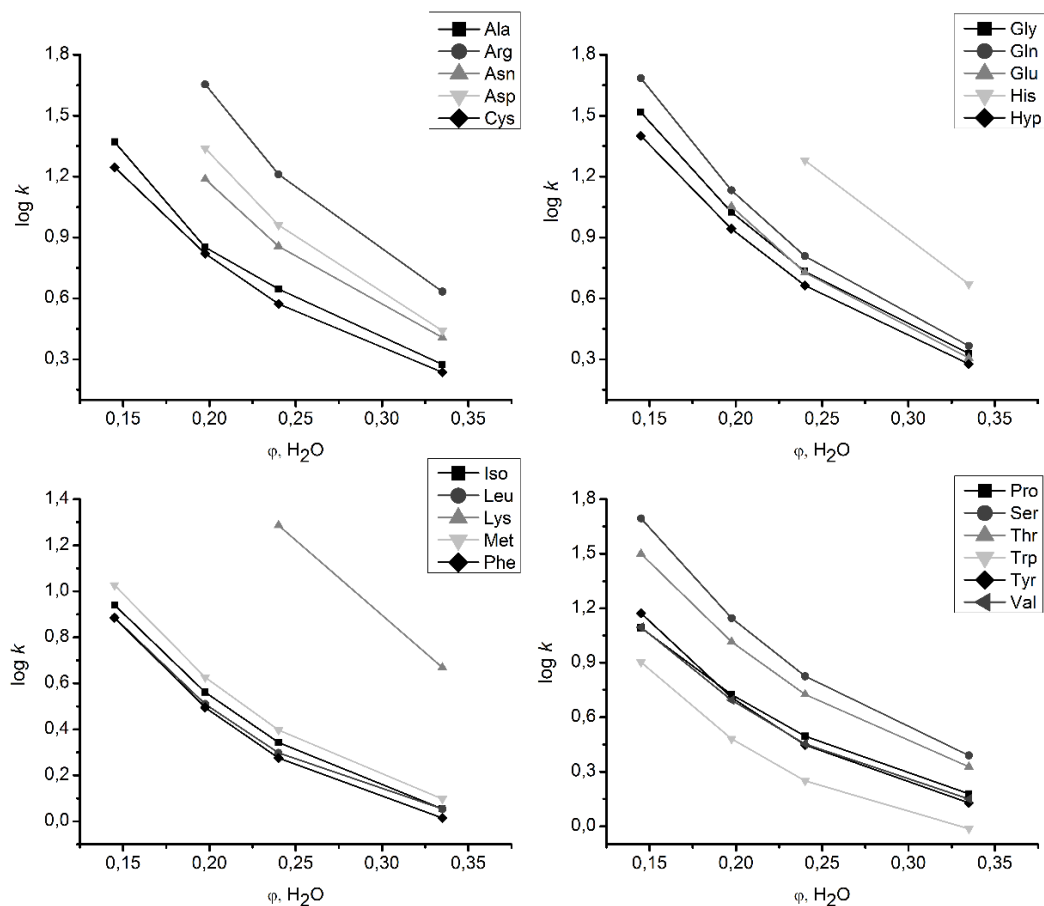 Ala
Arg
Asn
Asp
Cys
1,8
1,5
1,2
0,9
0,6
0,3
log k
0,15 0,20 0,25 0,30 0,35
φ, H₂O
Gly
Gln
Glu
His
Hyp
1,8
1,5
1,2
0,9
0,6
0,3
log k
0,15 0,20 0,25 0,30 0,35
φ, H₂O
Iso
Leu
Lys
Met
Phe
1,4
1,2
1,0
0,8
0,6
0,4
0,2
0,0
log k
0,15 0,20 0,25 0,30 0,35
φ, H₂O
Pro
Ser
Thr
Trp
Tyr
Val
1,8
1,5
1,2
0,9
0,6
0,3
0,0
log k
0,15 0,20 0,25 0,30 0,35
φ, H₂O